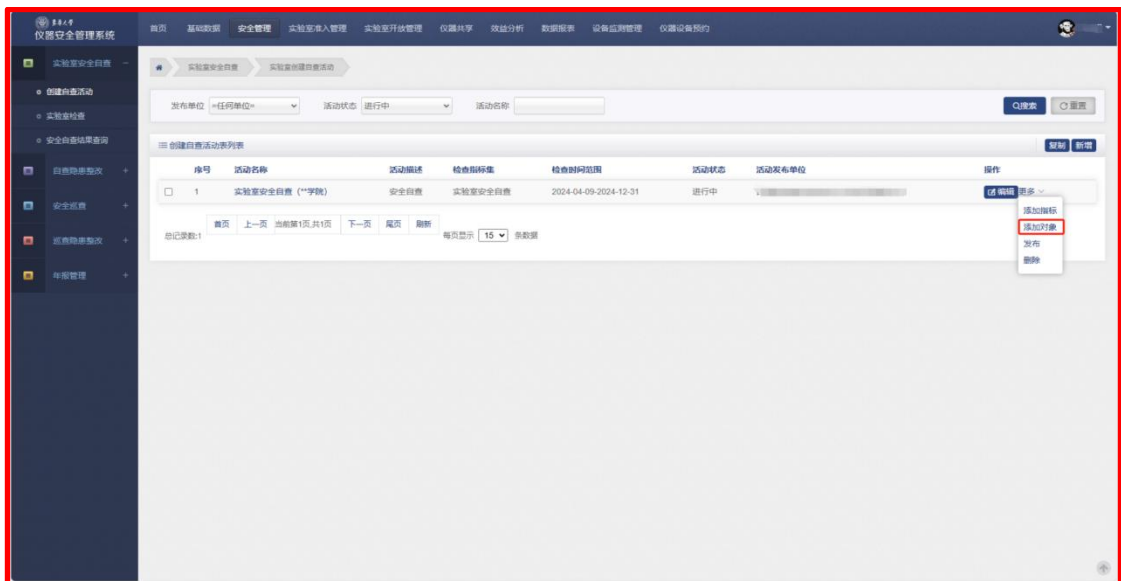 仪器安全管理系统
首页 基础数据 安全管理 实验室准入管理 实验室开放管理 仪器共享 效益分析 数据报表 设备监测管理 仪器设备预约
实验室安全自查
创建自查活动
实验室检查
安全自查结果查询
自查隐患整改
安全巡查
巡查隐患整改
年报管理
实验室安全自查 实验室创建自查活动
发布单位 =任何单位= 活动状态 进行中 活动名称 搜索 重置
创建自查活动表列表 复制 新增
序号 活动名称 活动描述 检查指标集 检查时间范围 活动状态 活动发布单位 操作
1 实验室安全自查（**学院） 安全自查 实验室安全自查 2024-04-09-2024-12-31 进行中 编辑 更多
添加指标
添加对象
发布
删除
总记录数:1 首页 上一页 当前第1页,共1页 下一页 尾页 刷新 每页显示 15 条数据